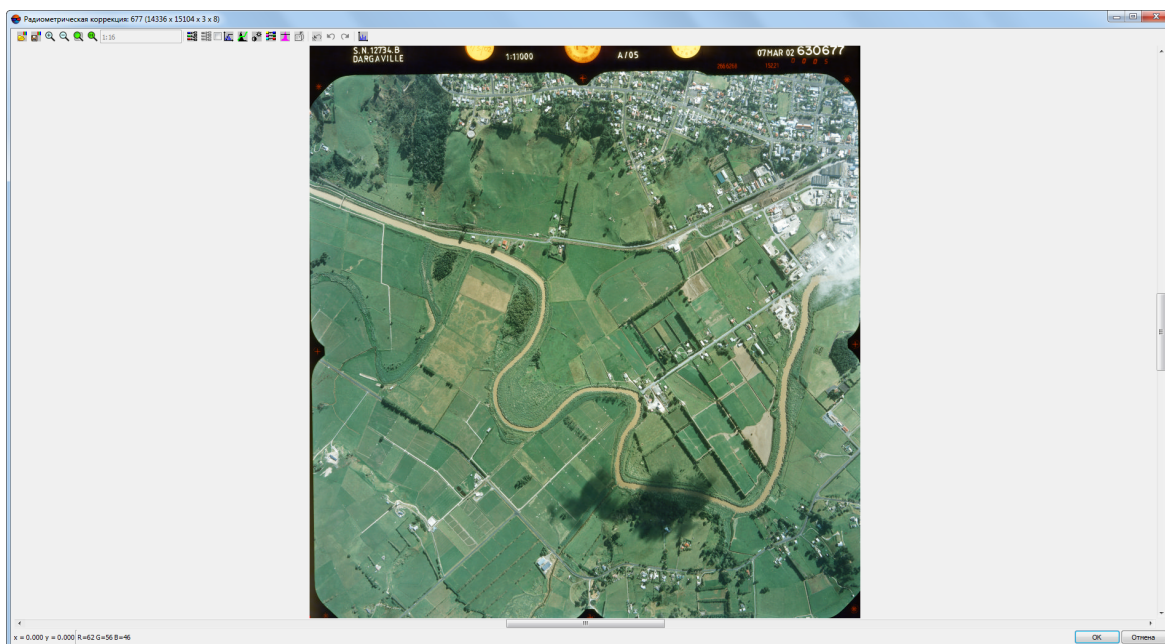 Радиометрическая коррекция: 677 (14336 x 15104 x 3 x 8)
1:16
S.N. 12734.B
DARGAVILLE
1:11000
A/05
07MAR 02 630677
x = 0.000 y = 0.000 R=62 G=56 B=46
OK
Отмена